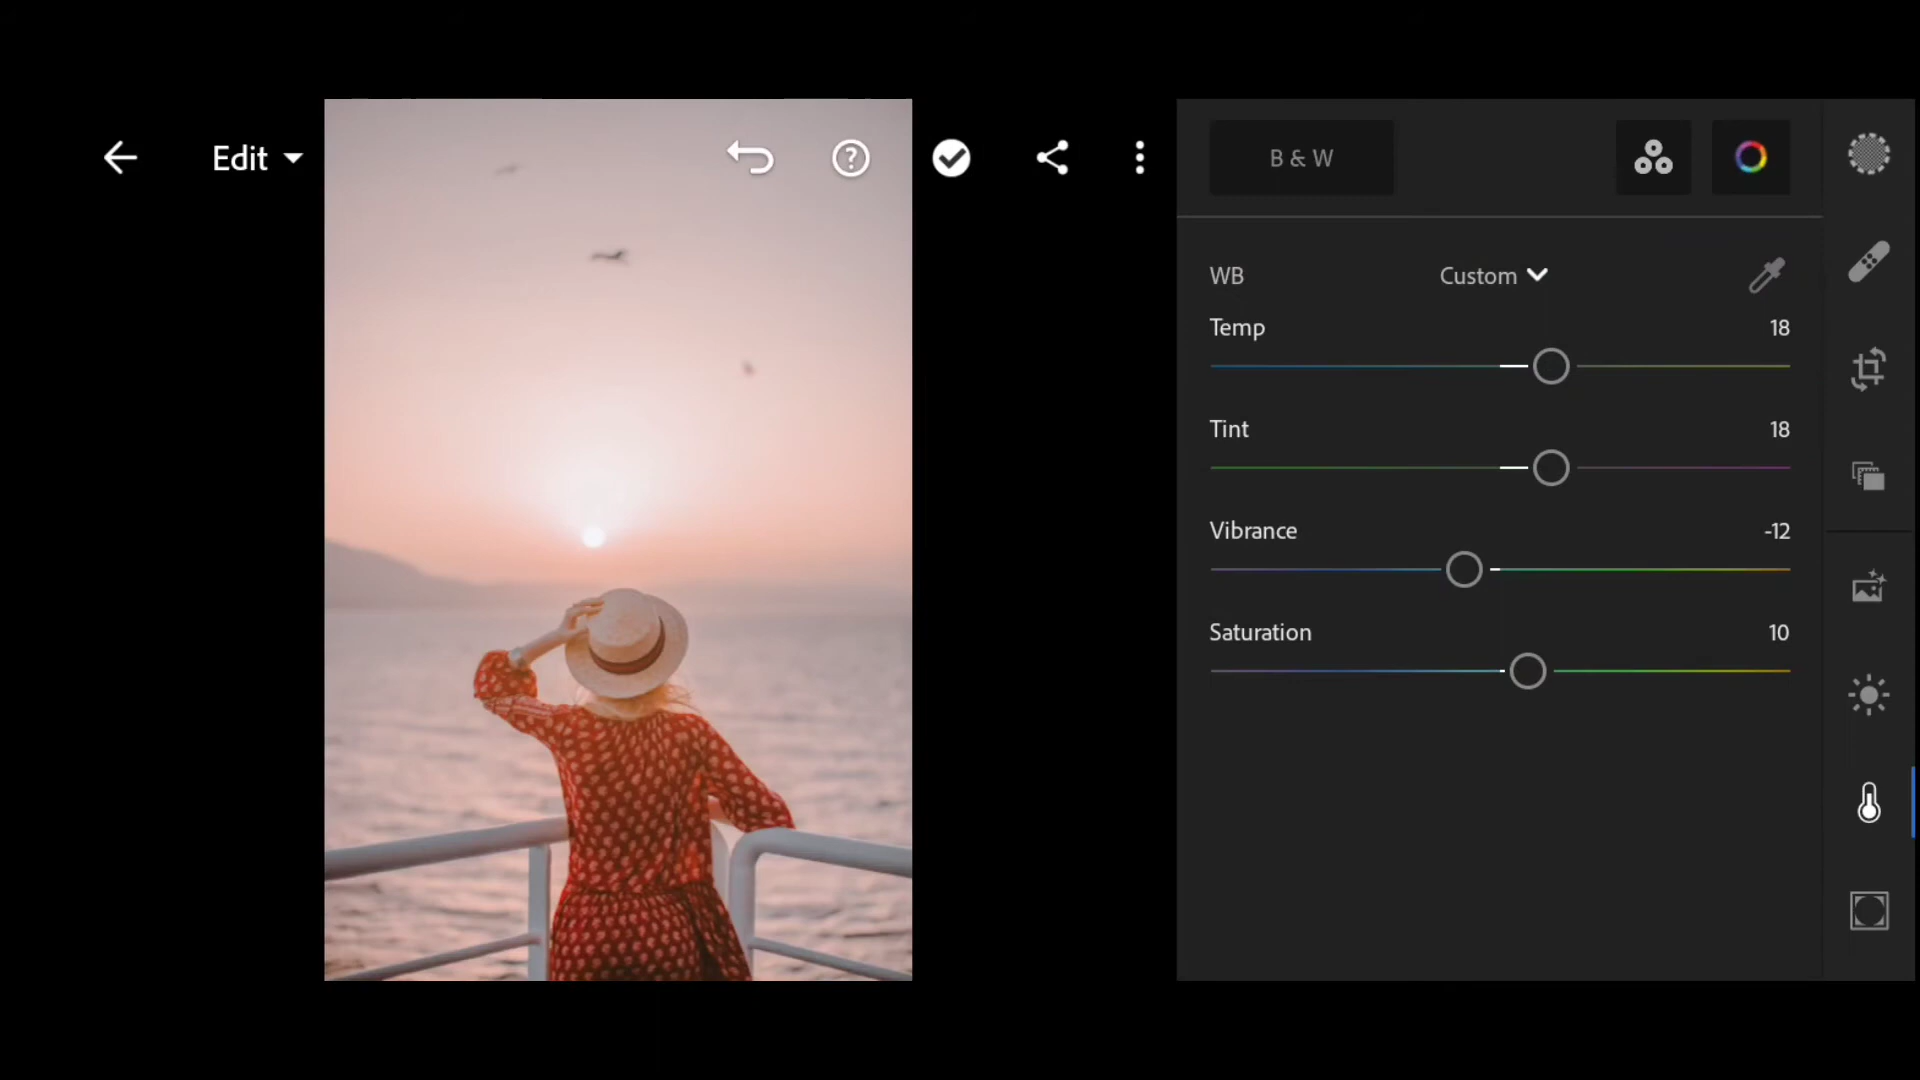 Edit
B & W
WB Custom
Temp 18
Tint 18
Vibrance -12
Saturation 10